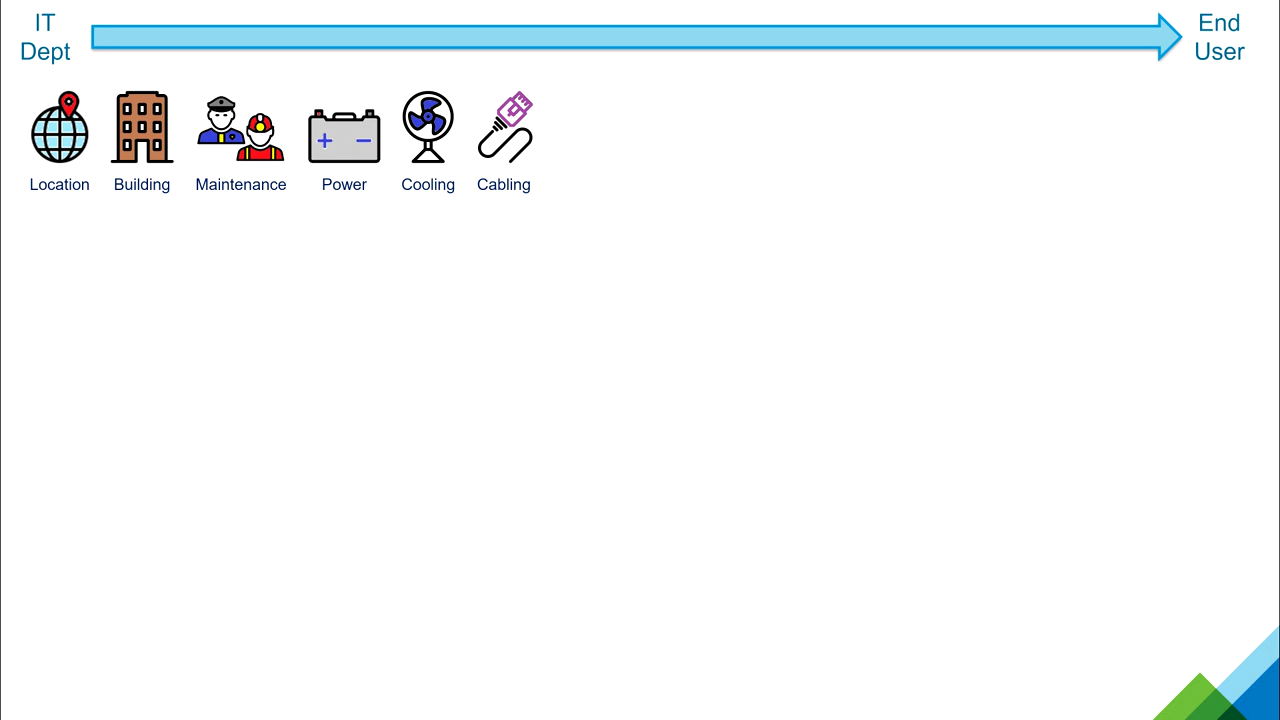 IT
Dept
End
User
Location
Building
Maintenance
Power
Cooling
Cabling